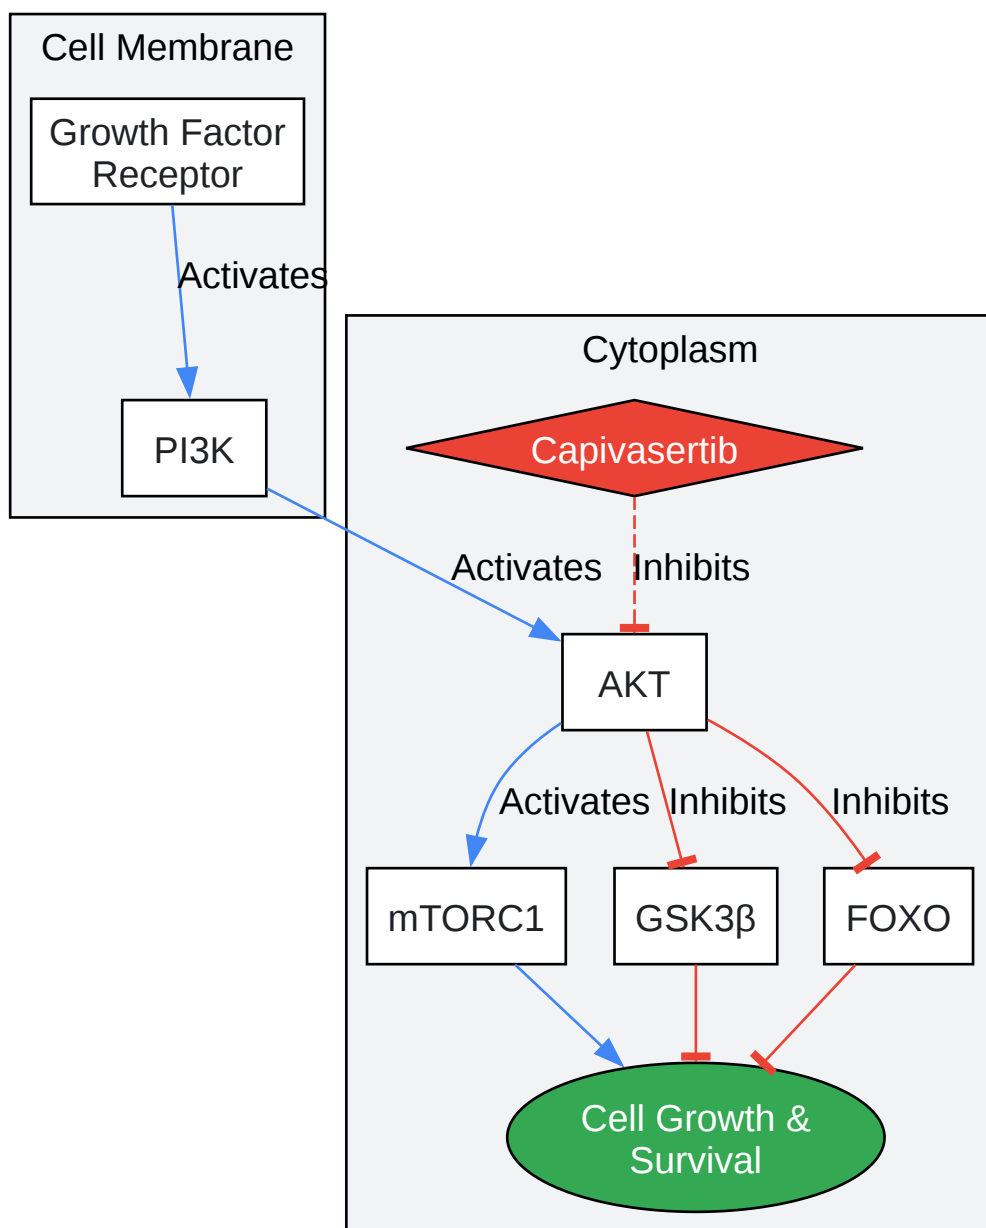 Cell Membrane
Growth Factor
Receptor
Activates
PI3K
Cytoplasm
Capivasertib
Activates
Inhibits
AKT
Activates
Inhibits
Inhibits
mTORC1
GSK3β
FOXO
Cell Growth &
Survival